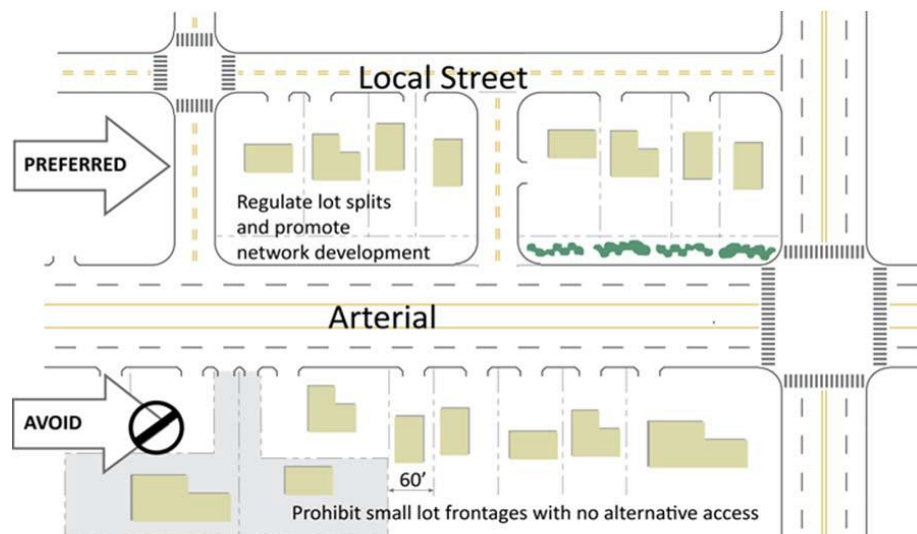 Local Street
PREFERRED
Regulate lot splits
and promote
network development
Arterial
AVOID
60’
Prohibit small lot frontages with no alternative access